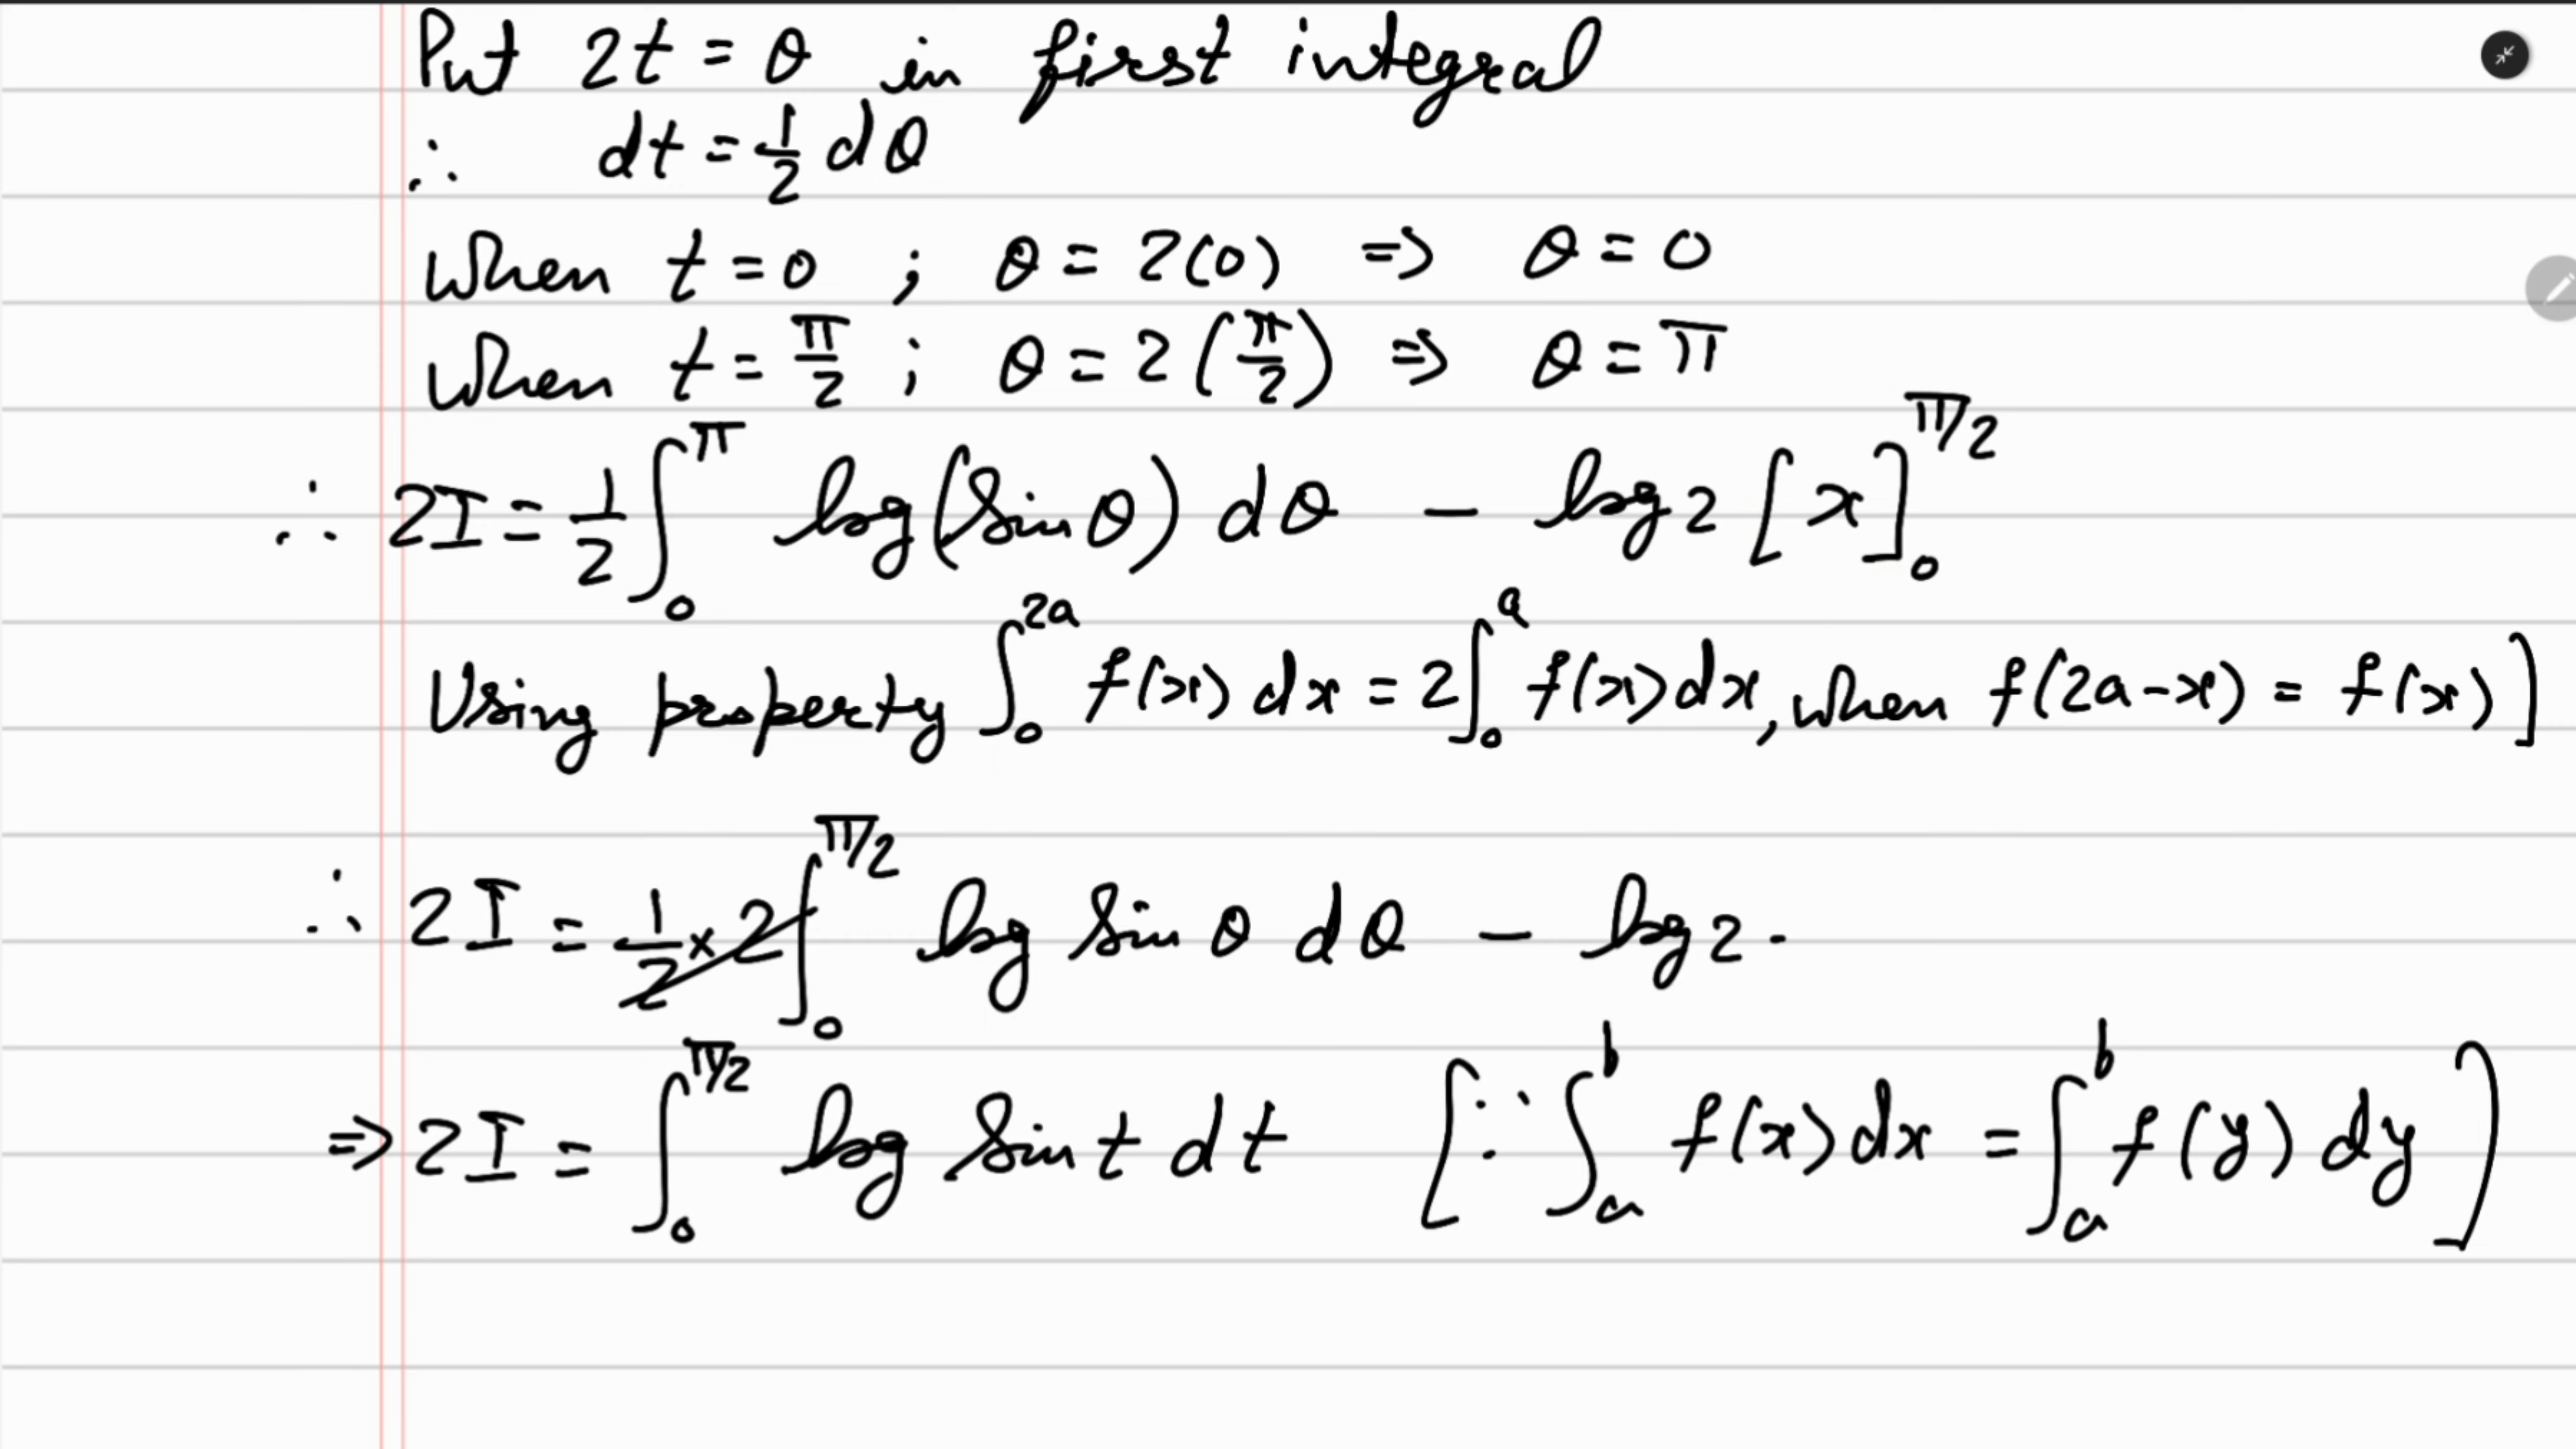 Put 2t = θ in first integral
∴ dt = 1/2 dθ
When t = 0 ; θ = 2(0) ⇒ θ = 0
When t = π/2 ; θ = 2(π/2) ⇒ θ = π
∴ 2I = 1/2 ∫₀^π log(sin θ) dθ − log 2 [x]₀^π/2
Using property ∫₀^2a f(x) dx = 2∫₀^a f(x) dx, when f(2a−x) = f(x)]
∴ 2I = 1/2 × 2 ∫₀^π/2 log sin θ dθ − log 2 ·
⇒ 2I = ∫₀^π/2 log sin t dt [∵ ∫ₐ^b f(x) dx = ∫ₐ^b f(y) dy]